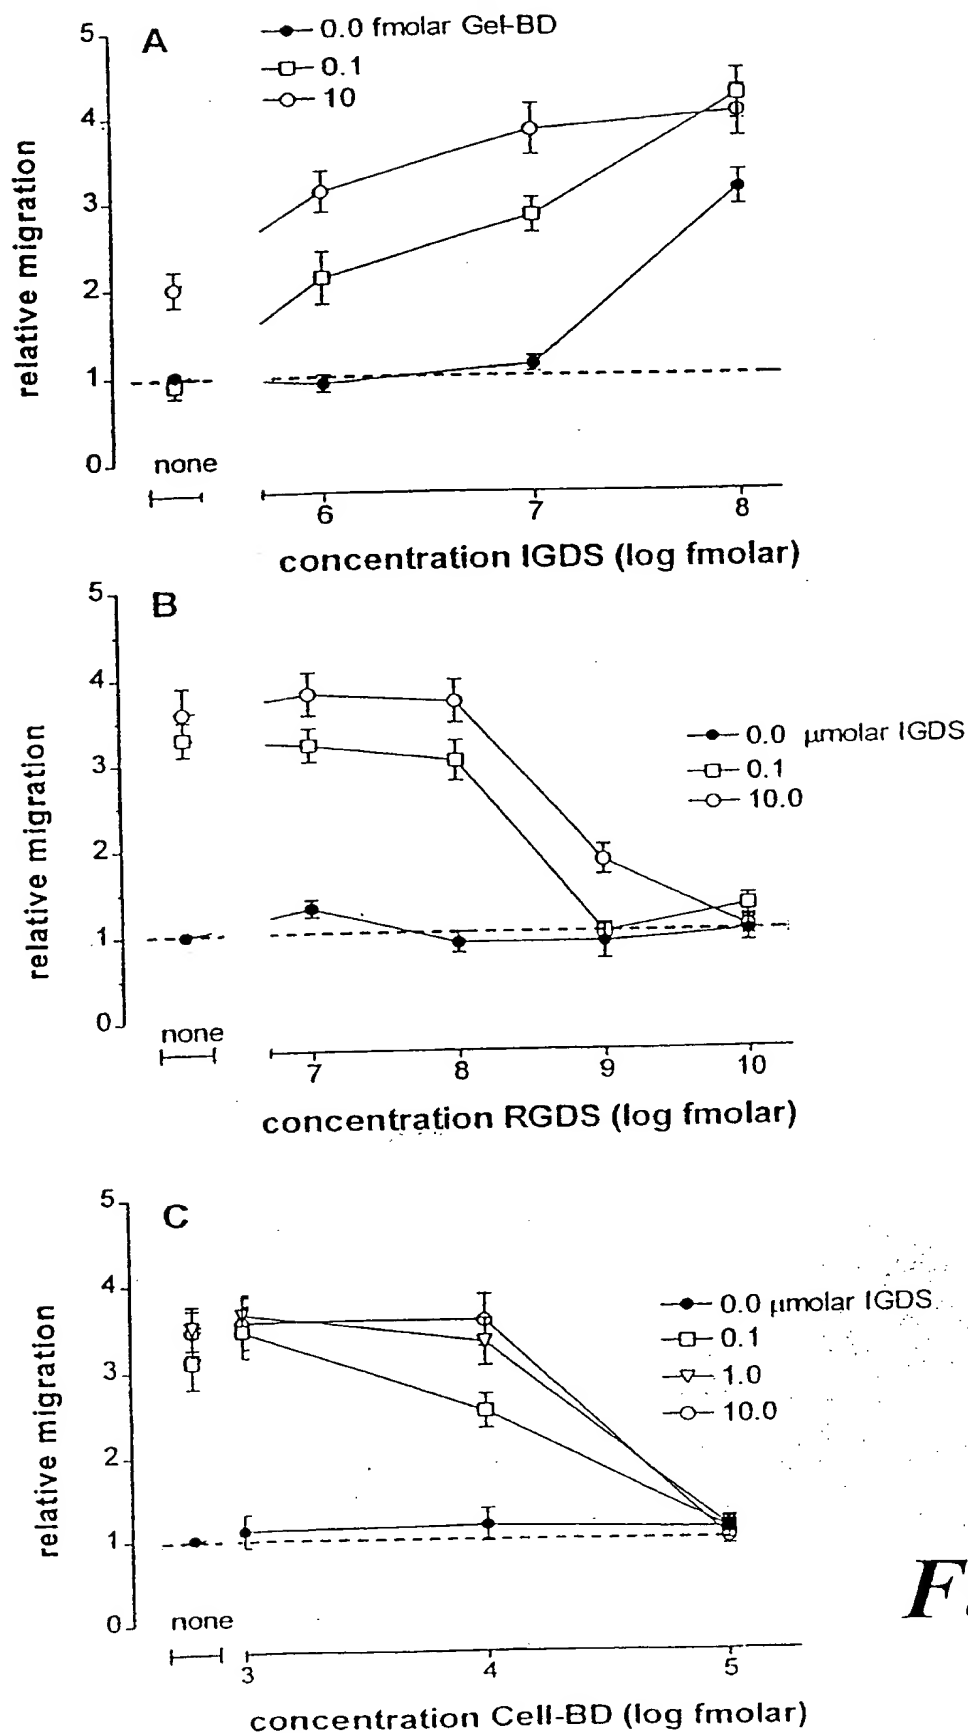 A
0.0 fmolar Gel-BD
0.1
10
5
4
3
2
1
0
relative migration
none
6 7 8
concentration IGDS (log fmolar)
B
5
4
3
2
1
0
relative migration
0.0 µmolar IGDS
0.1
10.0
none
7 8 9 10
concentration RGDS (log fmolar)
C
5
4
3
2
1
0
relative migration
0.0 µmolar IGDS
0.1
1.0
10.0
none
3 4 5
concentration Cell-BD (log fmolar)